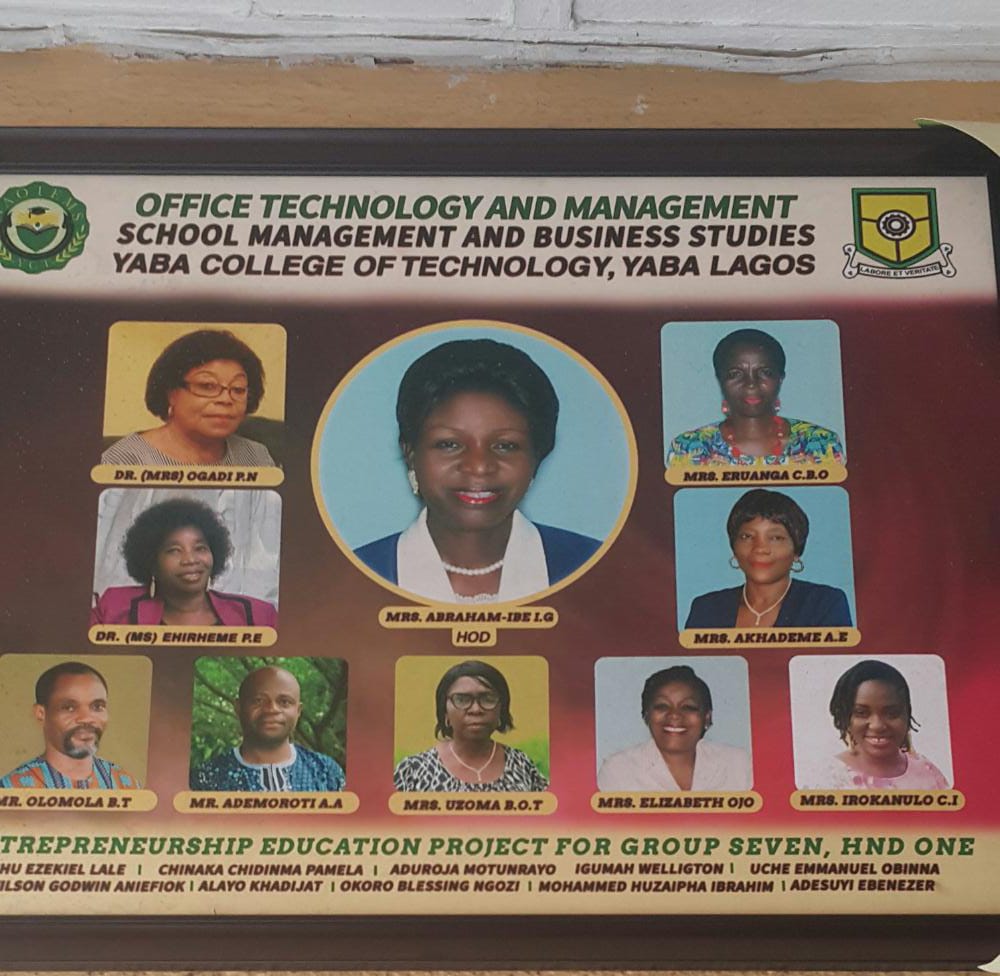 OFFICE TECHNOLOGY AND MANAGEMENT
SCHOOL MANAGEMENT AND BUSINESS STUDIES
YABA COLLEGE OF TECHNOLOGY, YABA LAGOS
LABORE ET VERITATE
DR. (MRS) OGADI P.N
MRS. ERUANGA C.B.O
MRS. ABRAHAM-IBE I.G
HOD
DR. (MS) EHIRHEME P.E
MRS. AKHADEME A.E
MR. OLOMOLA B.T
MR. ADEMOROTI A.A
MRS. UZOMA B.O.T
MRS. ELIZABETH OJO
MRS. IROKANULO C.I
TREPRENEURSHIP EDUCATION PROJECT FOR GROUP SEVEN, HND ONE
HU EZEKIEL LALE | CHINAKA CHIDINMA PAMELA | ADUROJA MOTUNRAYO IGUMAH WELLIGTON | UCHE EMMANUEL OBINNA
ILSON GODWIN ANIEFIOK | ALAYO KHADIJAT | OKORO BLESSING NGOZI | MOHAMMED HUZAIPHA IBRAHIM | ADESUYI EBENEZER